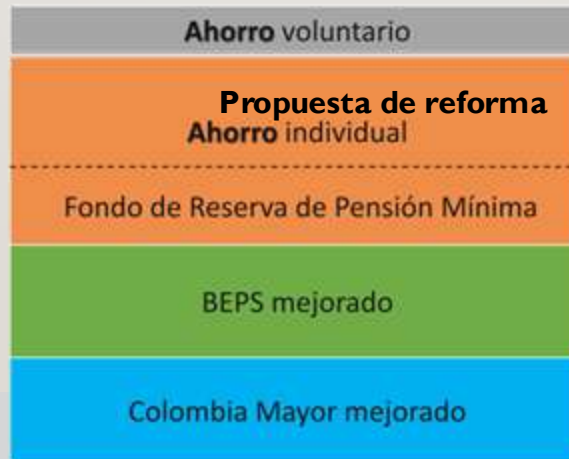 Ahorro voluntario
Propuesta de reforma
Ahorro individual
Fondo de Reserva de Pensión Mínima
BEPS mejorado
Colombia Mayor mejorado